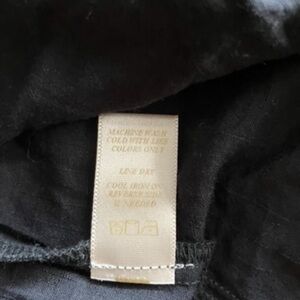 MACHINE WASH
COLD WITH LIKE
COLORS ONLY
LINE DRY
COOL IRON ON
REVERSE SIDE
IF NEEDED